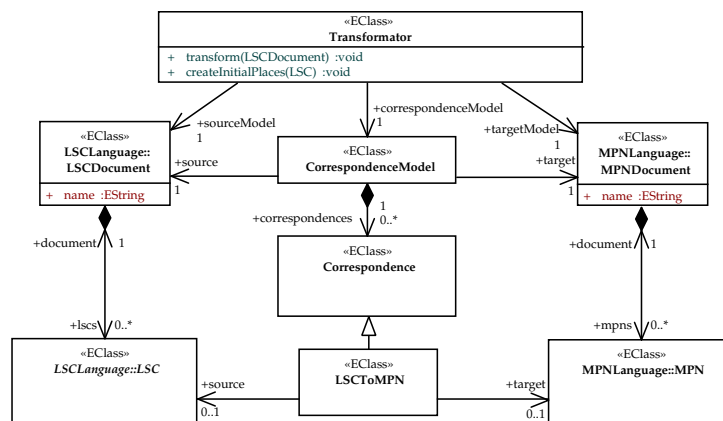 «EClass»
Transformator
+ transform(LSCDocument) :void
+ createInitialPlaces(LSC) :void
+sourceModel
1
+correspondenceModel
1
+targetModel
1
«EClass»
LSCLanguage::
LSCDocument
+ name :EString
+source
1
«EClass»
CorrespondenceModel
+target
1
«EClass»
MPNLanguage::
MPNDocument
+ name :EString
+document
1
+correspondences
1
0..*
+document
1
«EClass»
Correspondence
+lscs
0..*
+mpns
0..*
«EClass»
LSCLanguage::LSC
+source
0..1
«EClass»
LSCToMPN
+target
0..1
«EClass»
MPNLanguage::MPN